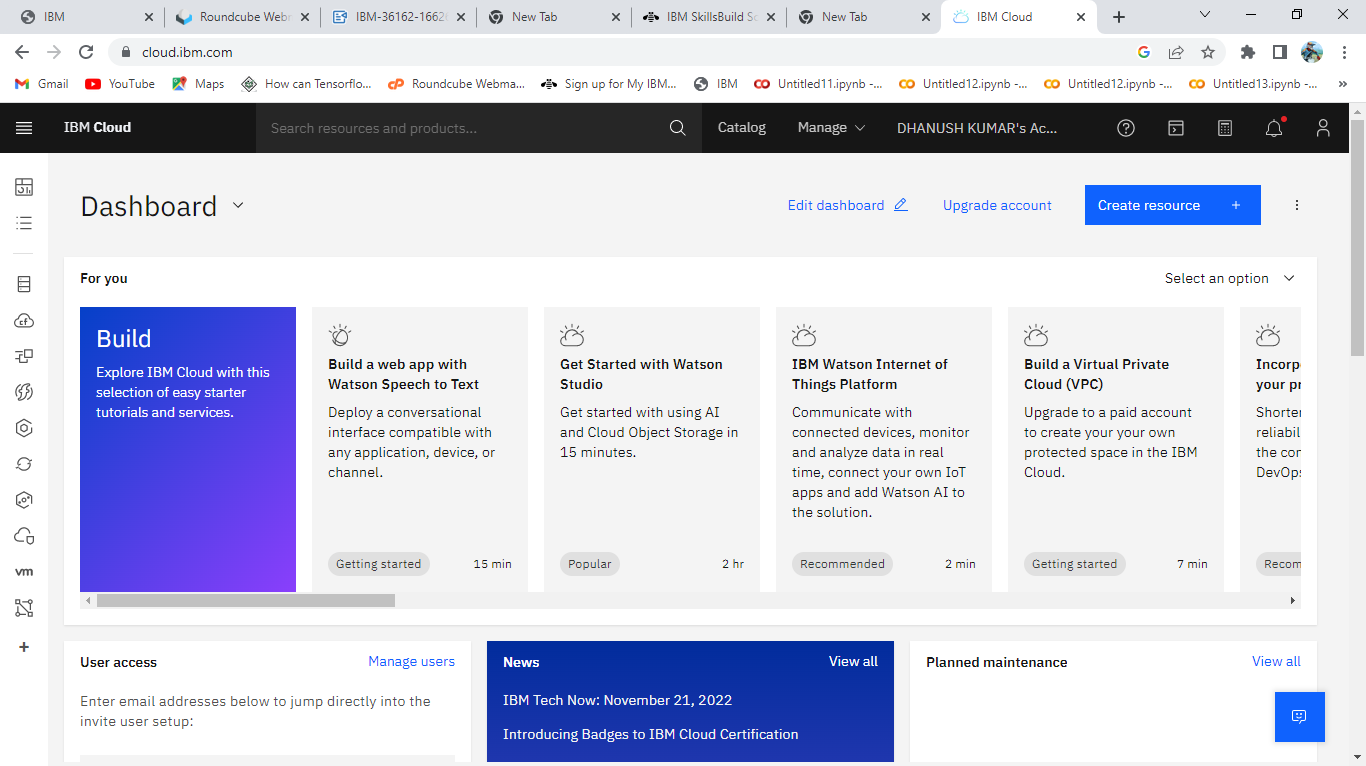 IBM
Roundcube Webm
IBM-36162-1662
New Tab
IBM SkillsBuild Sc
New Tab
IBM Cloud
cloud.ibm.com
Gmail
YouTube
Maps
How can Tensorflo...
Roundcube Webma...
Sign up for My IBM...
IBM
Untitled11.ipynb -...
Untitled12.ipynb -...
Untitled12.ipynb -...
Untitled13.ipynb -...
IBM Cloud
Search resources and products...
Catalog
Manage
DHANUSH KUMAR's Ac...
Dashboard
Edit dashboard
Upgrade account
Create resource +
For you
Select an option
Build
Explore IBM Cloud with this
selection of easy starter
tutorials and services.
Build a web app with
Watson Speech to Text
Deploy a conversational
interface compatible with
any application, device, or
channel.
Getting started
15 min
Get Started with Watson
Studio
Get started with using AI
and Cloud Object Storage in
15 minutes.
Popular
2 hr
IBM Watson Internet of
Things Platform
Communicate with
connected devices, monitor
and analyze data in real
time, connect your own IoT
apps and add Watson AI to
the solution.
Recommended
2 min
Build a Virtual Private
Cloud (VPC)
Upgrade to a paid account
to create your your own
protected space in the IBM
Cloud.
Getting started
7 min
Incorp
your pr
Shorter
reliabil
the con
DevOps
Recom
vm
User access
Manage users
Enter email addresses below to jump directly into the
invite user setup:
News
View all
IBM Tech Now: November 21, 2022
Introducing Badges to IBM Cloud Certification
Planned maintenance
View all